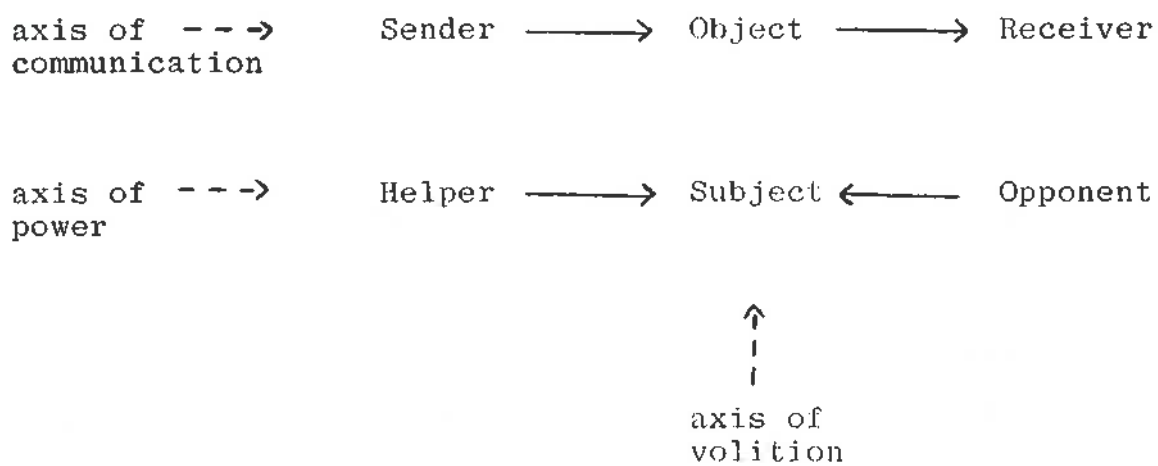 axis of Sender Object Receiver
communication
axis of Helper Subject Opponent
power
axis of
volition